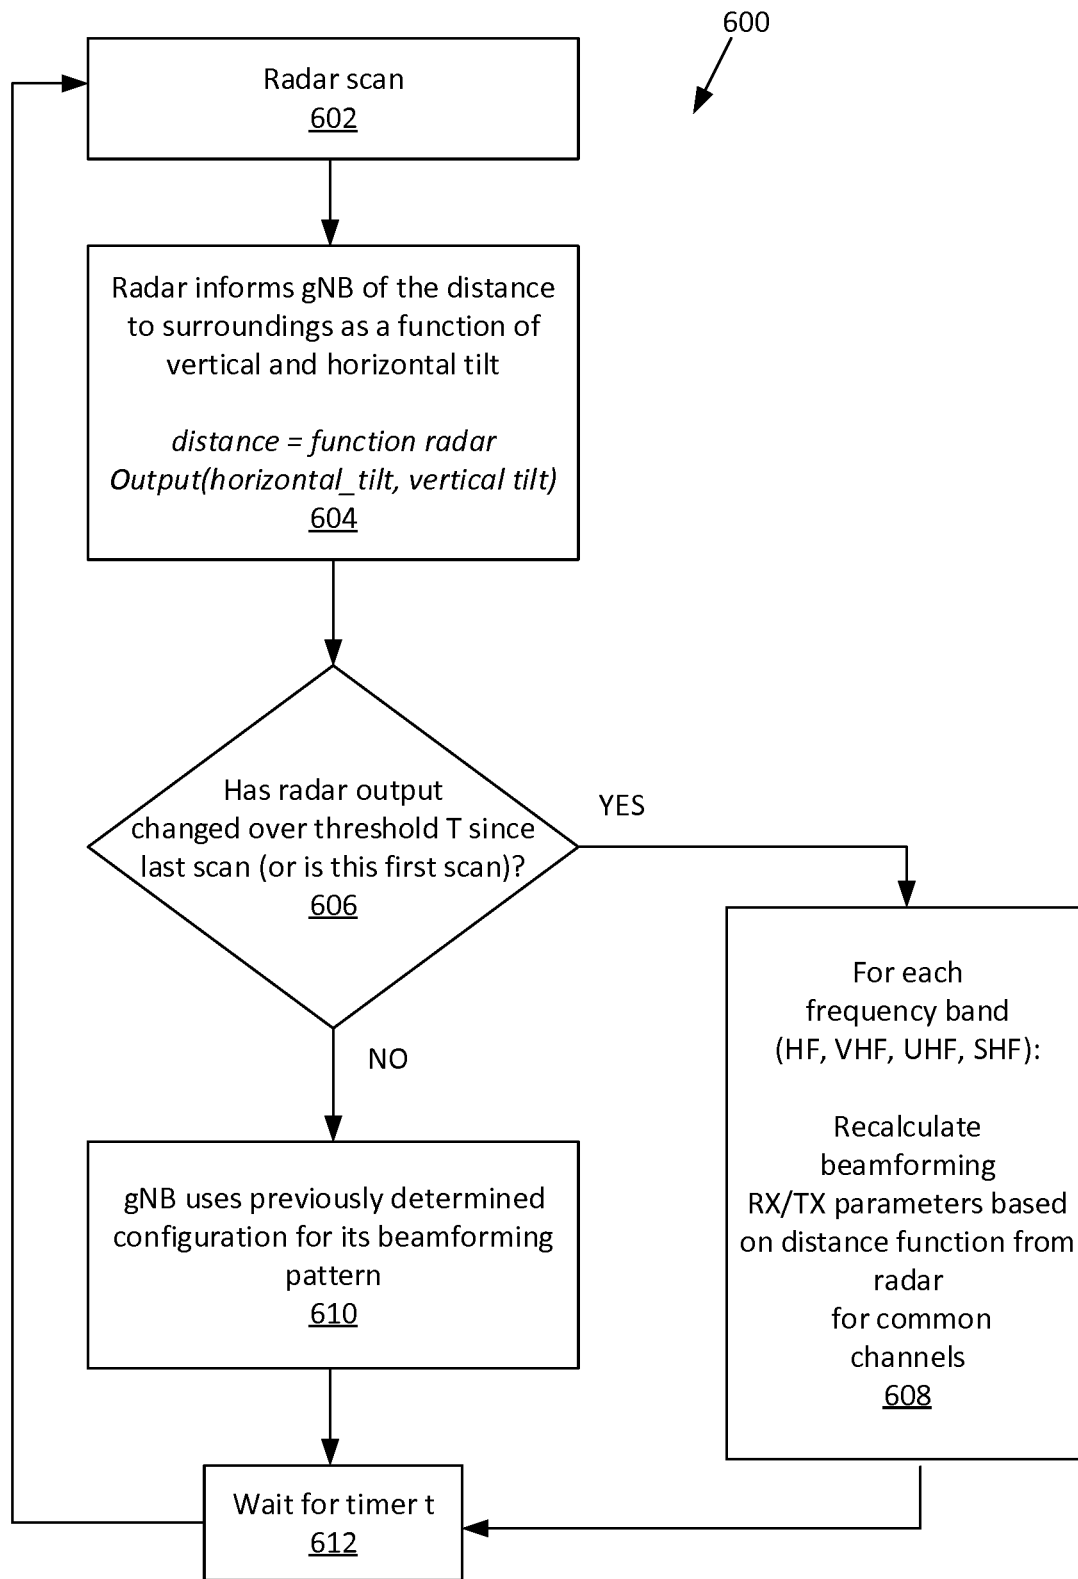 600
Radar scan
602
Radar informs gNB of the distance
to surroundings as a function of
vertical and horizontal tilt
distance = function radar
Output(horizontal_tilt, vertical tilt)
604
Has radar output
changed over threshold T since
last scan (or is this first scan)?
606
YES
NO
For each
frequency band
(HF, VHF, UHF, SHF):
Recalculate
beamforming
RX/TX parameters based
on distance function from
radar
for common
channels
608
gNB uses previously determined
configuration for its beamforming
pattern
610
Wait for timer t
612